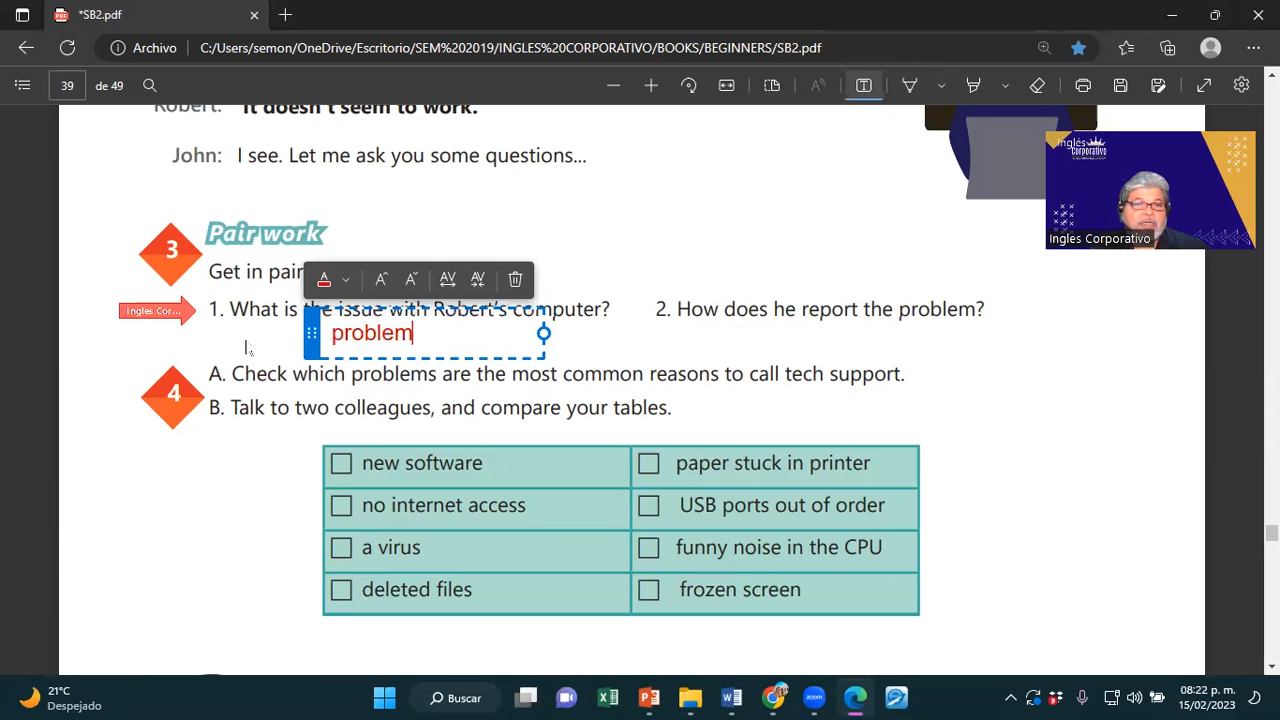 *SB2.pdf
Archivo
C:/Users/semon/OneDrive/Escritorio/SEM%202019/INGLES%20CORPORATIVO/BOOKS/BEGINNERS/SB2.pdf
39 de 49
Robert: It doesn't seem to work.
John: I see. Let me ask you some questions...
Inglés
Corporativo
Ingles Corporativo
3
Pair work
Get in pair
Ingles Cor...
1. What is the issue with Robert's computer?
2. How does he report the problem?
problem
4
A. Check which problems are the most common reasons to call tech support.
B. Talk to two colleagues, and compare your tables.
new software
paper stuck in printer
no internet access
USB ports out of order
a virus
funny noise in the CPU
deleted files
frozen screen
21°C
Despejado
Buscar
zoom
08:22 p. m.
15/02/2023